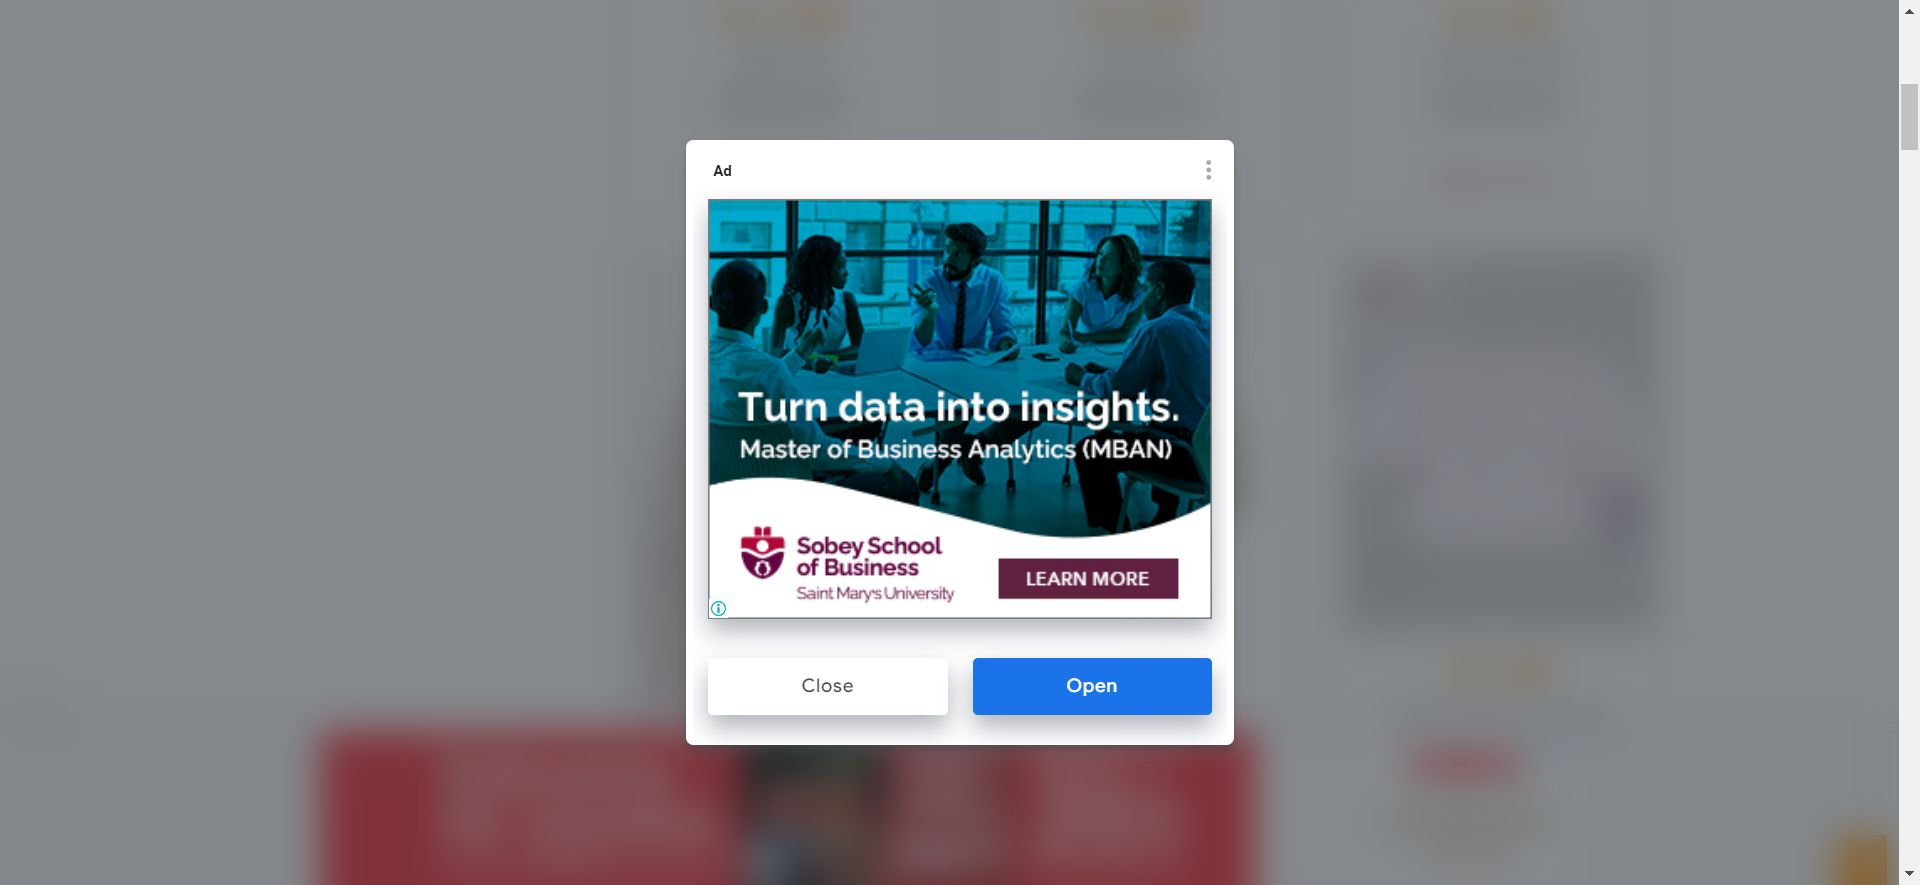 Ad
Turn data into insights.
Master of Business Analytics (MBAN)
Sobey School
of Business
Saint Mary's University
LEARN MORE
Close
Open